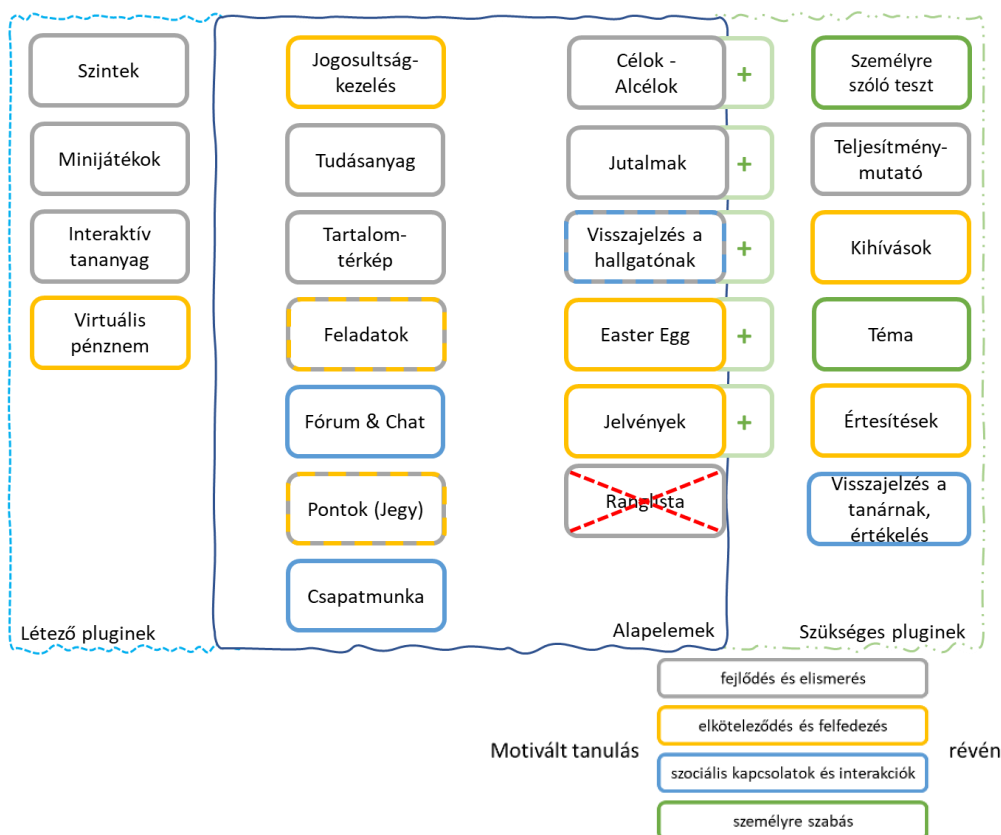 Szintek
Minijátékok
Interaktív
tananyag
Virtuális
pénznem
Létező pluginek
Jogosultság-
kezelés
Tudásanyag
Tartalom-
térkép
Feladatok
Fórum & Chat
Pontok (Jegy)
Csapatmunka
Célok -
Alcélok
+
Jutalmak
+
Visszajelzés a
hallgatónak
+
Easter Egg
+
Jelvények
+
Ranglista
Alapelemek
Személyre
szóló teszt
Teljesítmény-
mutató
Kihívások
Téma
Értesítések
Visszajelzés a
tanárnak,
értékelés
Szükséges pluginek
Motivált tanulás
fejlődés és elismerés
elköteleződés és felfedezés
szociális kapcsolatok és interakciók
személyre szabás
révén